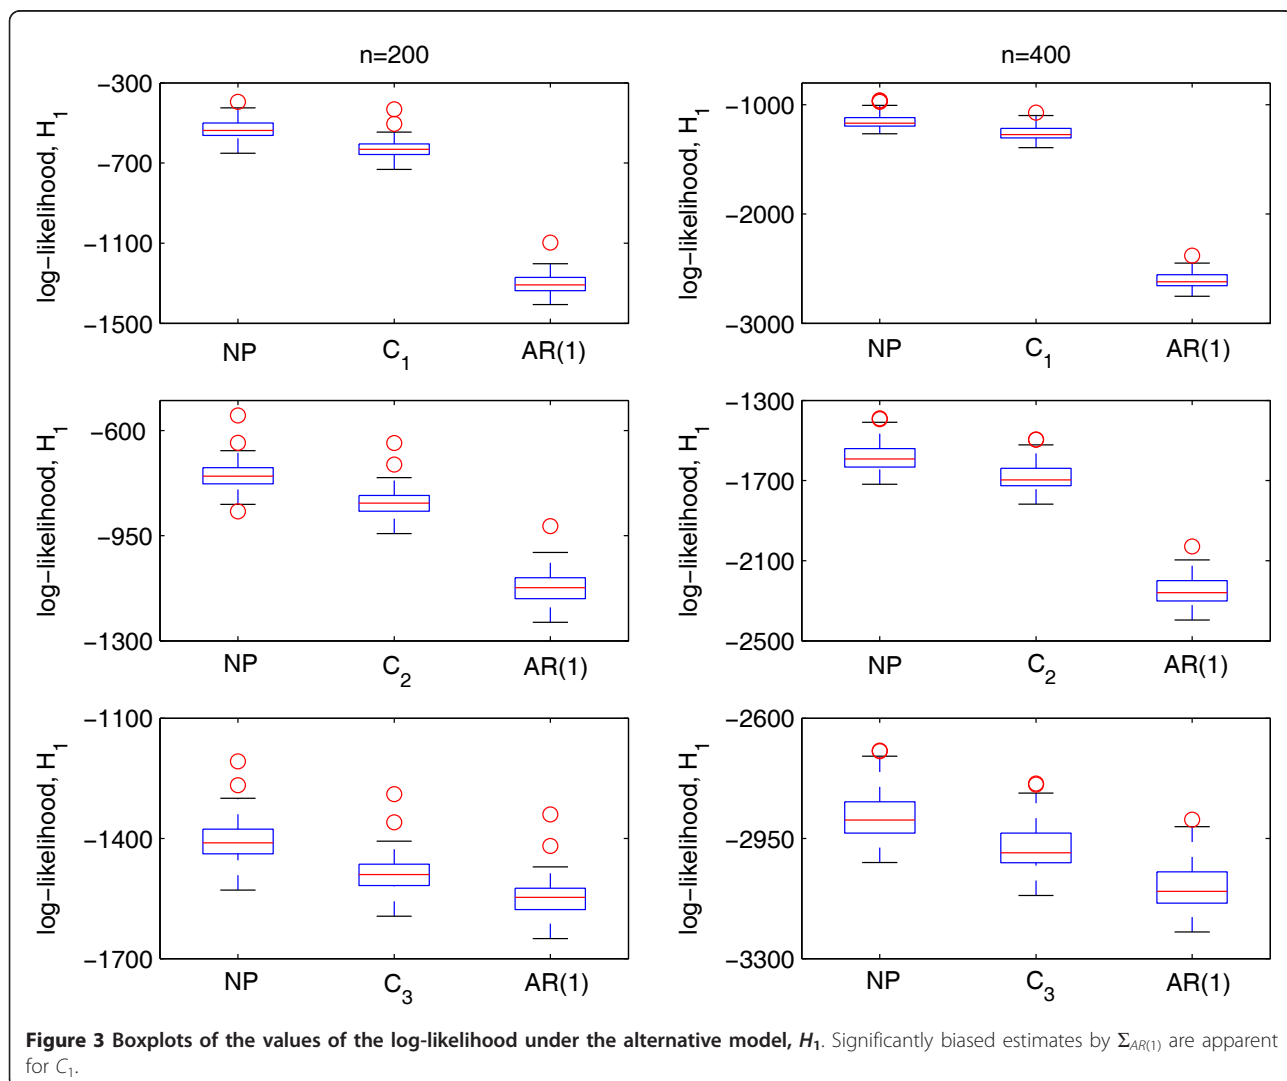 n=200
n=400
log−likelihood, H1
−300
−700
−1100
−1500
NP
C1
AR(1)
log−likelihood, H1
−1000
−2000
−3000
NP
C1
AR(1)
log−likelihood, H1
−600
−950
−1300
NP
C2
AR(1)
log−likelihood, H1
−1300
−1700
−2100
−2500
NP
C2
AR(1)
log−likelihood, H1
−1100
−1400
−1700
NP
C3
AR(1)
log−likelihood, H1
−2600
−2950
−3300
NP
C3
AR(1)
Figure 3 Boxplots of the values of the log-likelihood under the alternative model, H1. Significantly biased estimates by ΣAR(1) are apparent
for C1.